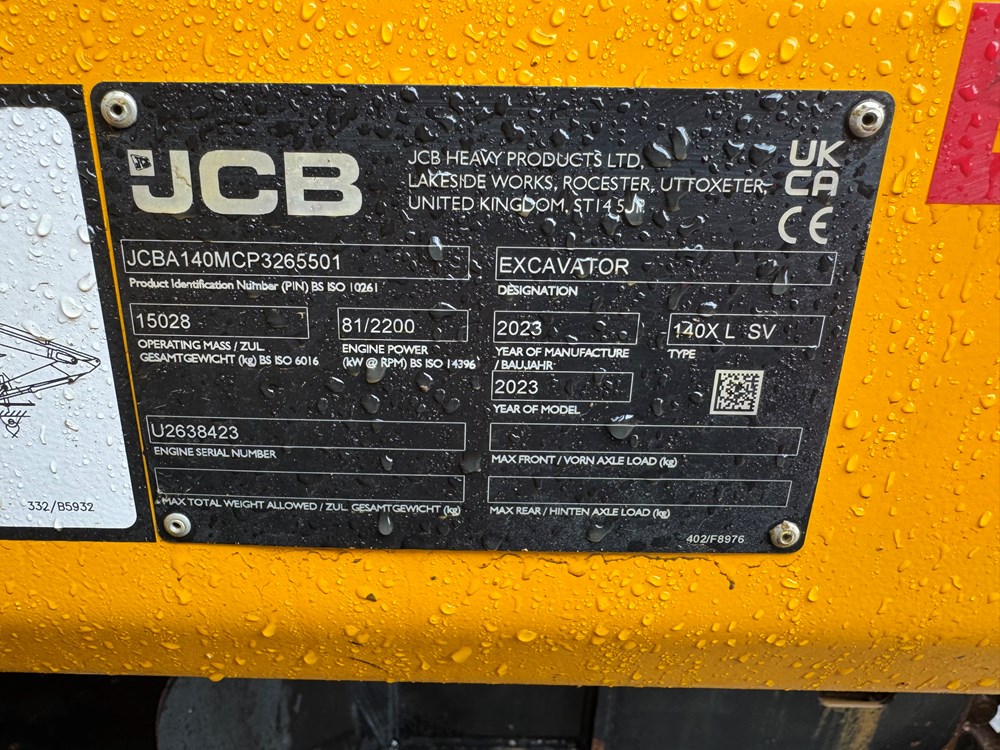 JCB
JCB HEAVY PRODUCTS LTD,
LAKESIDE WORKS, ROCESTER, UTTOXETER,
UNITED KINGDOM, ST14 5JP
UK
CA
CE
JCBA140MCP3265501
Product Identification Number (PIN) BS ISO 10261
EXCAVATOR
DESIGNATION
15028
OPERATING MASS / ZUL.
GESAMTGEWICHT (kg) BS ISO 6016
81/2200
ENGINE POWER
(kW @ RPM) BS ISO 14396
2023
YEAR OF MANUFACTURE
/ BAUJAHR
140X L SV
TYPE
2023
YEAR OF MODEL
U2638423
ENGINE SERIAL NUMBER
MAX FRONT / VORN AXLE LOAD (kg)
MAX TOTAL WEIGHT ALLOWED / ZUL. GESAMTGEWICHT (kg)
MAX REAR / HINTEN AXLE LOAD (kg)
402/F8976
332/B5932